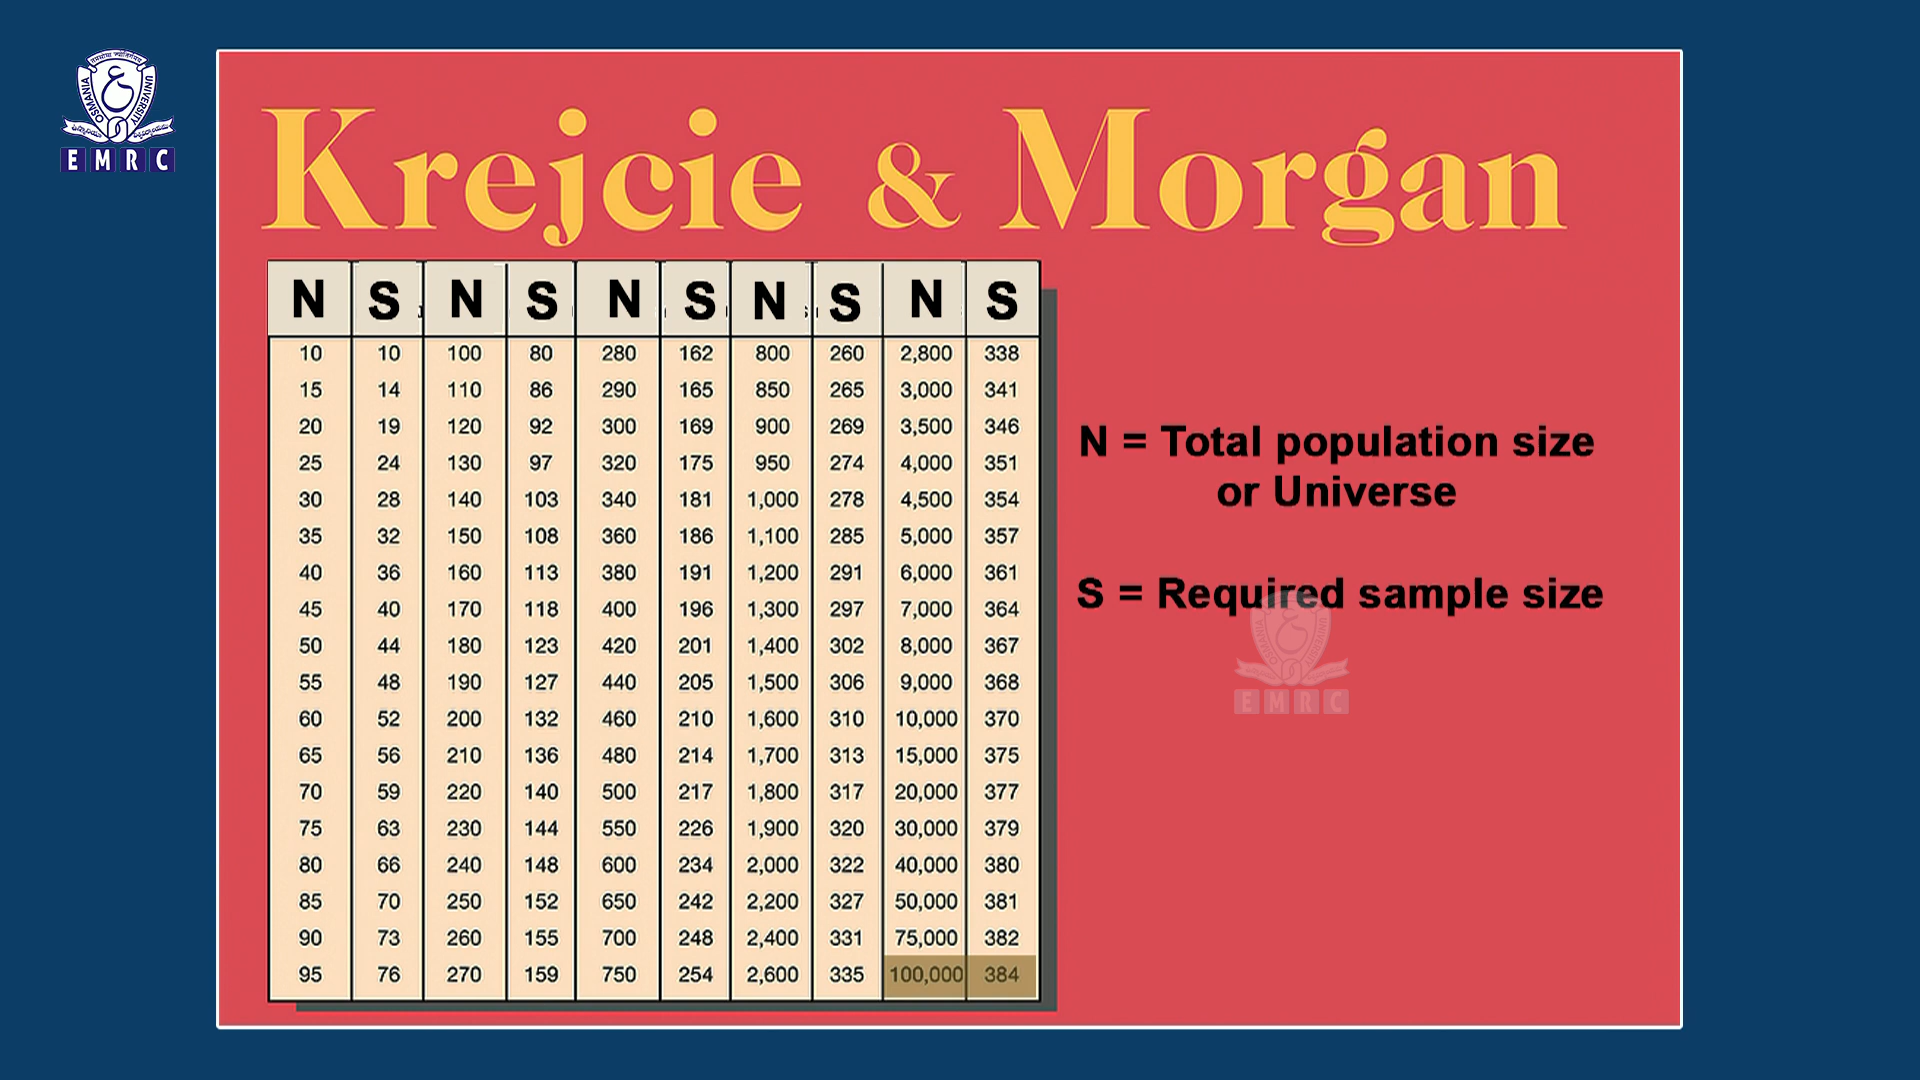 OSMANIA UNIVERSITY
E M R C
Krejcie & Morgan
N S N S N S N S N S
10 10 100 80 280 162 800 260 2,800 338
15 14 110 86 290 165 850 265 3,000 341
20 19 120 92 300 169 900 269 3,500 346
25 24 130 97 320 175 950 274 4,000 351
30 28 140 103 340 181 1,000 278 4,500 354
35 32 150 108 360 186 1,100 285 5,000 357
40 36 160 113 380 191 1,200 291 6,000 361
45 40 170 118 400 196 1,300 297 7,000 364
50 44 180 123 420 201 1,400 302 8,000 367
55 48 190 127 440 205 1,500 306 9,000 368
60 52 200 132 460 210 1,600 310 10,000 370
65 56 210 136 480 214 1,700 313 15,000 375
70 59 220 140 500 217 1,800 317 20,000 377
75 63 230 144 550 226 1,900 320 30,000 379
80 66 240 148 600 234 2,000 322 40,000 380
85 70 250 152 650 242 2,200 327 50,000 381
90 73 260 155 700 248 2,400 331 75,000 382
95 76 270 159 750 254 2,600 335 100,000 384
N = Total population size
or Universe
S = Required sample size
OSMANIA UNIVERSITY
E M R C